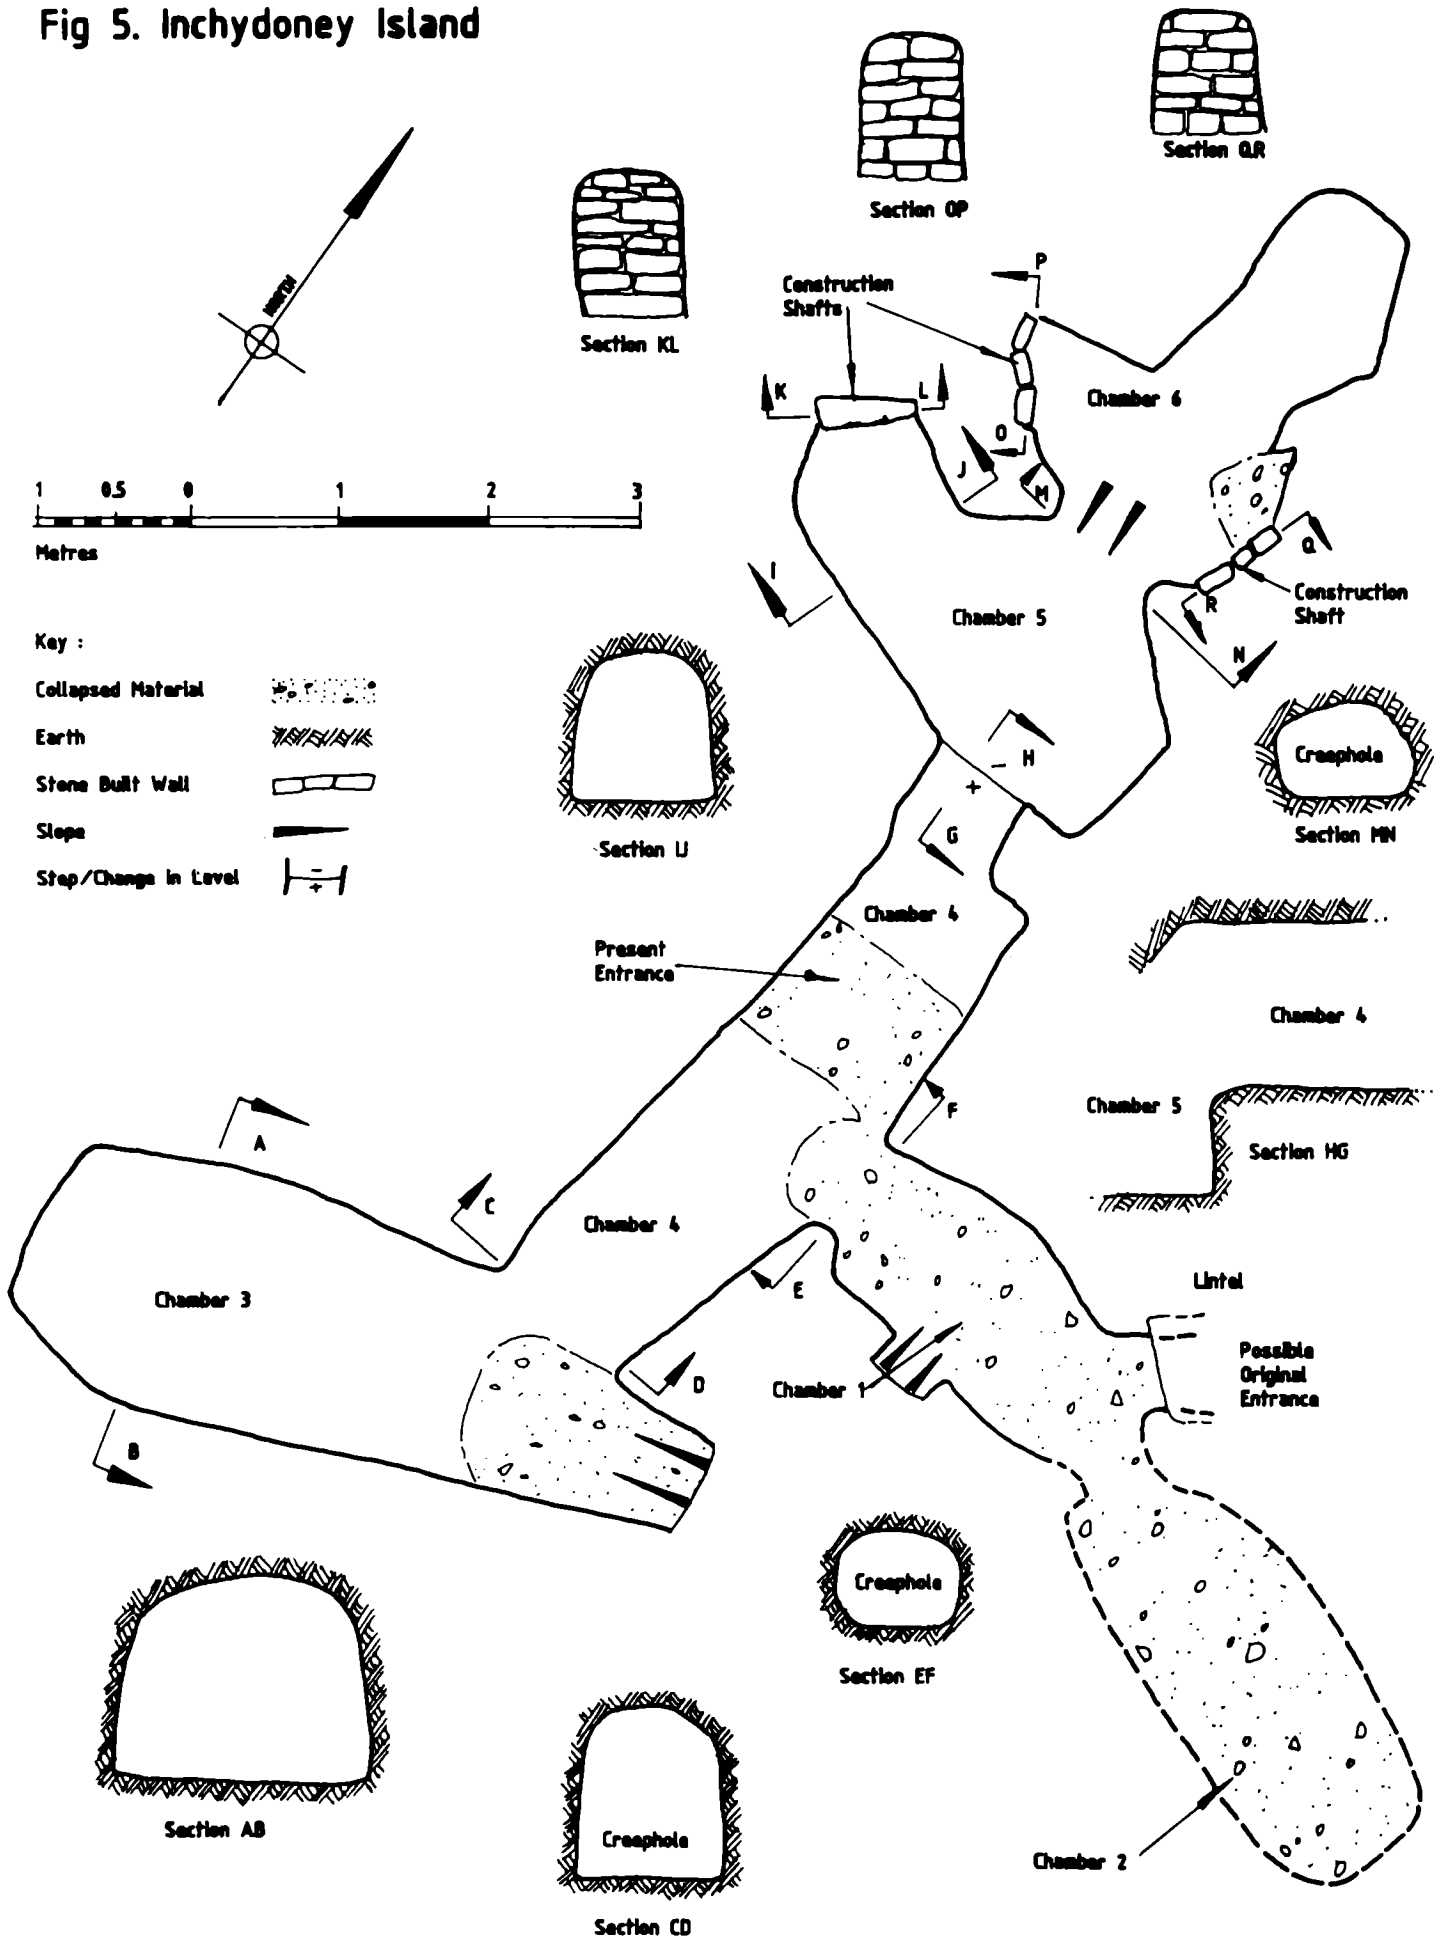 Fig 5. Inchydoney Island
Section QR
Section OP
Section KL
NORTH
Construction
Shafts
P
K
L
O
J
M
Chamber 6
1 0.5 0 1 2 3
Metres
Q
R
Construction
Shaft
N
I
Chamber 5
Key :
Collapsed Material
Earth
Stone Built Wall
Slope
Step/Change in Level
-
+
Section IJ
H
-
+
G
Creephole
Section MN
Chamber 4
Present
Entrance
Chamber 4
Chamber 5
Section HG
F
A
C
Chamber 4
Chamber 3
E
D
B
Lintel
Possible
Original
Entrance
Chamber 1
Creephole
Section EF
Section AB
Creephole
Section CD
Chamber 2